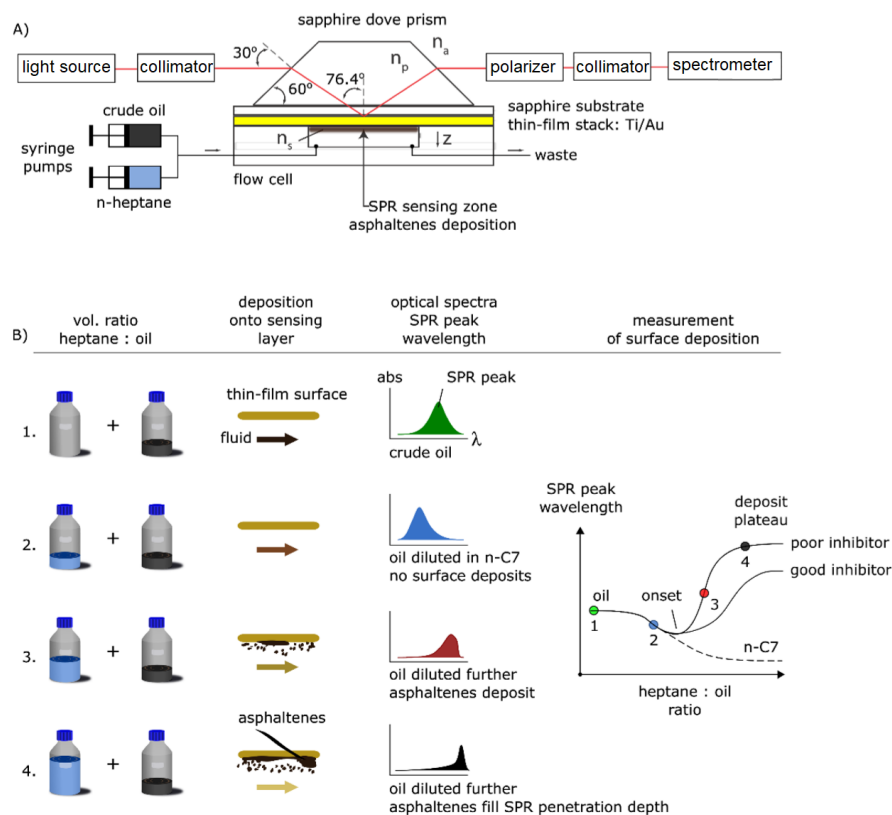 A)
sapphire dove prism
30º
n_a
n_p
light source
collimator
76.4º
polarizer
collimator
spectrometer
60º
crude oil
sapphire substrate
thin-film stack: Ti/Au
syringe
pumps
n_s
z
waste
n-heptane
flow cell
SPR sensing zone
asphaltenes deposition
B)
vol. ratio
heptane : oil
deposition
onto sensing
layer
optical spectra
SPR peak
wavelength
measurement
of surface deposition
1.
+
thin-film surface
fluid
abs
SPR peak
λ
crude oil
2.
+
oil diluted in n-C7
no surface deposits
3.
+
oil diluted further
asphaltenes deposit
4.
+
asphaltenes
oil diluted further
asphaltenes fill SPR penetration depth
SPR peak
wavelength
deposit
plateau
poor inhibitor
4
good inhibitor
oil
onset
3
1
2
n-C7
heptane : oil
ratio